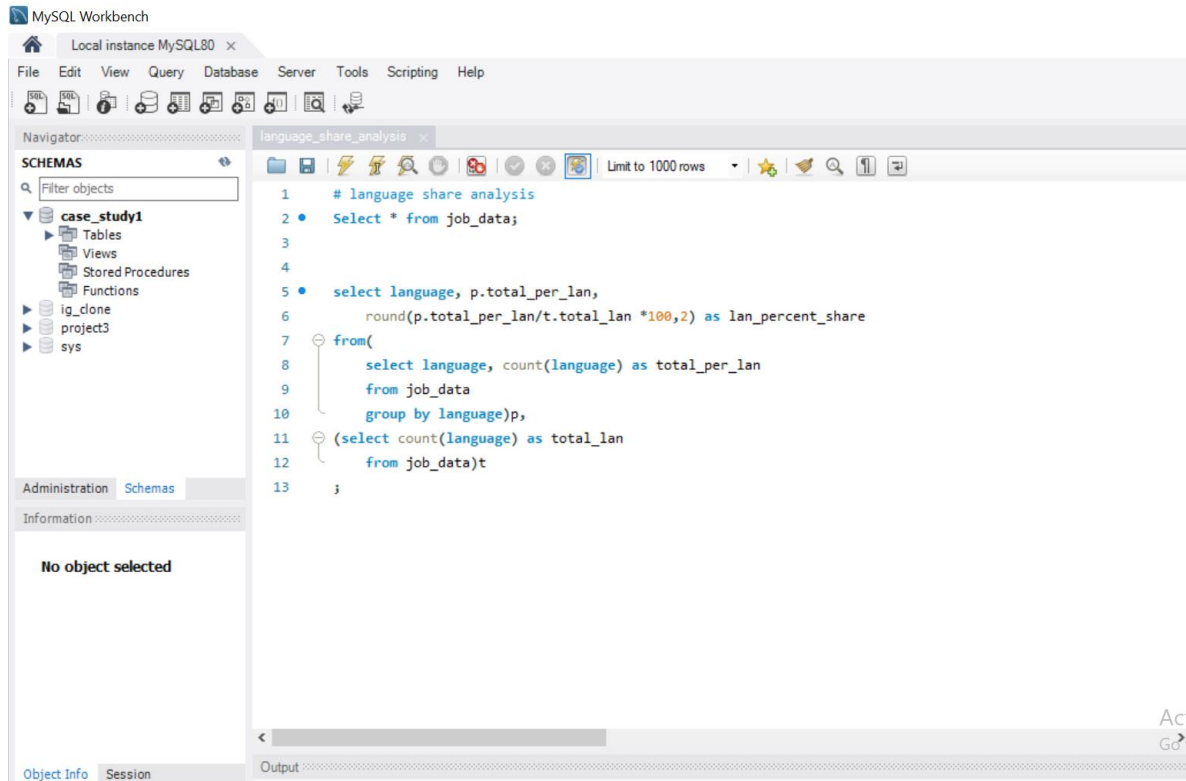 MySQL Workbench
Local instance MySQL80
File Edit View Query Database Server Tools Scripting Help
Navigator
SCHEMAS
Filter objects
case_study1
Tables
Views
Stored Procedures
Functions
ig_clone
project3
sys
Administration Schemas
Information
No object selected
Object Info Session
language_share_analysis
Limit to 1000 rows
1 # language share analysis
2 Select * from job_data;
3
4
5 select language, p.total_per_lan,
6 round(p.total_per_lan/t.total_lan *100,2) as lan_percent_share
7 from(
8 select language, count(language) as total_per_lan
9 from job_data
10 group by language)p,
11 (select count(language) as total_lan
12 from job_data)t
13 ;
Output